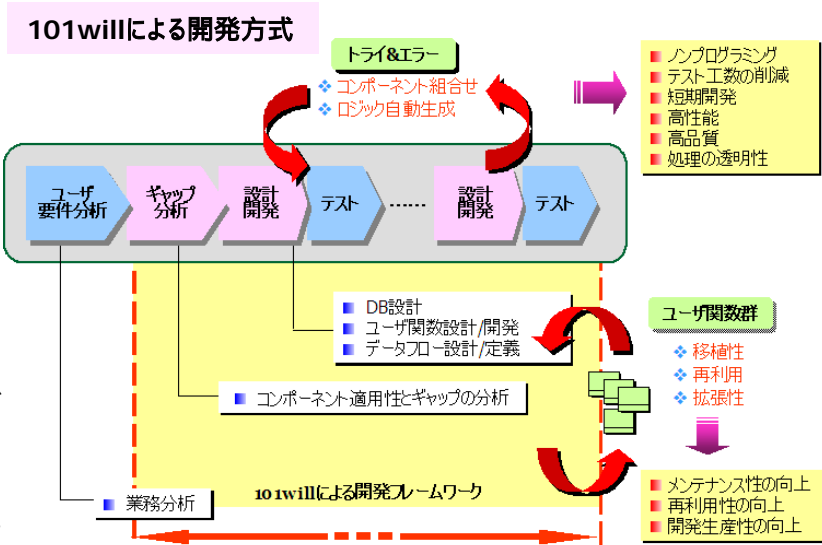 101willによる開発方式
トライ&エラー
コンポーネント組合せ
ロジック自動生成
ノンプログラミング
テスト工数の削減
短期開発
高性能
高品質
処理の透明性
ユーザ
要件分析
ギャップ
分析
設計
開発
テスト
……
設計
開発
テスト
DB設計
ユーザ関数設計/開発
データフロー設計/定義
ユーザ関数群
移植性
再利用
拡張性
コンポーネント適用性とギャップの分析
メンテナンス性の向上
再利用性の向上
開発生産性の向上
101willによる開発フレームワーク
業務分析